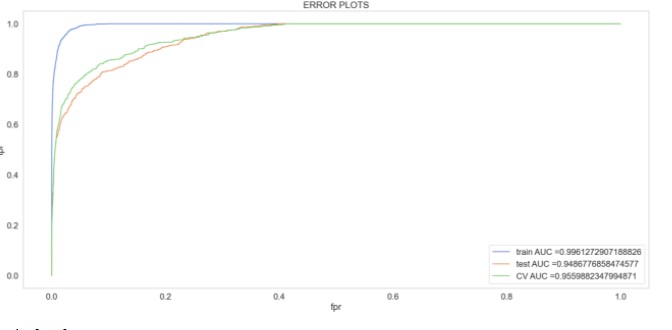 ERROR PLOTS
1.0
0.8
0.6
0.4
0.2
0.0
0.0 0.2 0.4 0.6 0.8 1.0
fpr
train AUC =0.9961272907188826
test AUC =0.9486776858474577
CV AUC =0.9559882347994871